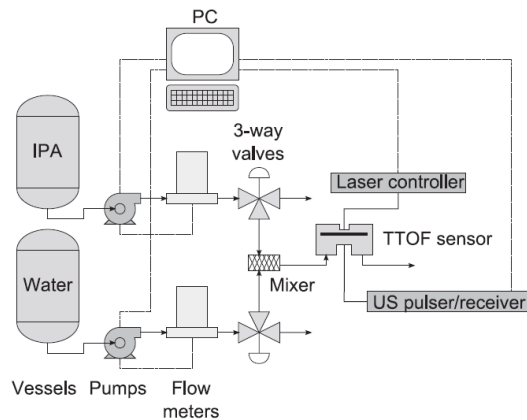 PC
3-way
valves
IPA
Laser controller
TTOF sensor
Water
Mixer
US pulser/receiver
Vessels Pumps Flow
meters